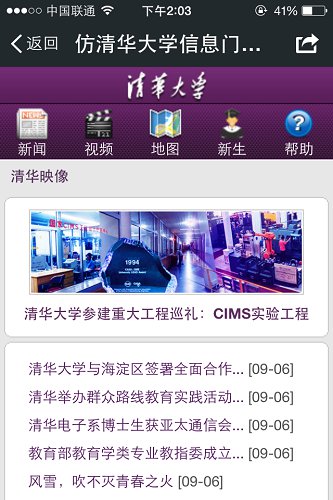 中国联通 下午2:03 41%
返回 仿清华大学信息门...
清华大学
NEWS
新闻 视频 地图 新生 帮助
清华映像
1994
清华大学参建重大工程巡礼：CIMS实验工程
清华大学与海淀区签署全面合作... [09-06]
清华举办群众路线教育实践活动... [09-06]
清华电子系博士生获亚太通信会... [09-06]
教育部教育学类专业教指委成立... [09-06]
风雪，吹不灭青春之火 [09-06]